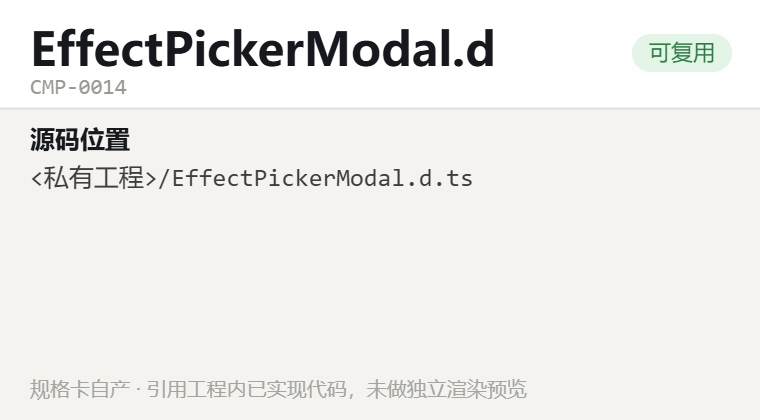 EffectPickerModal.d
可复用
CMP-0014
源码位置
<私有工程>/EffectPickerModal.d.ts
规格卡自产 · 引用工程内已实现代码，未做独立渲染预览